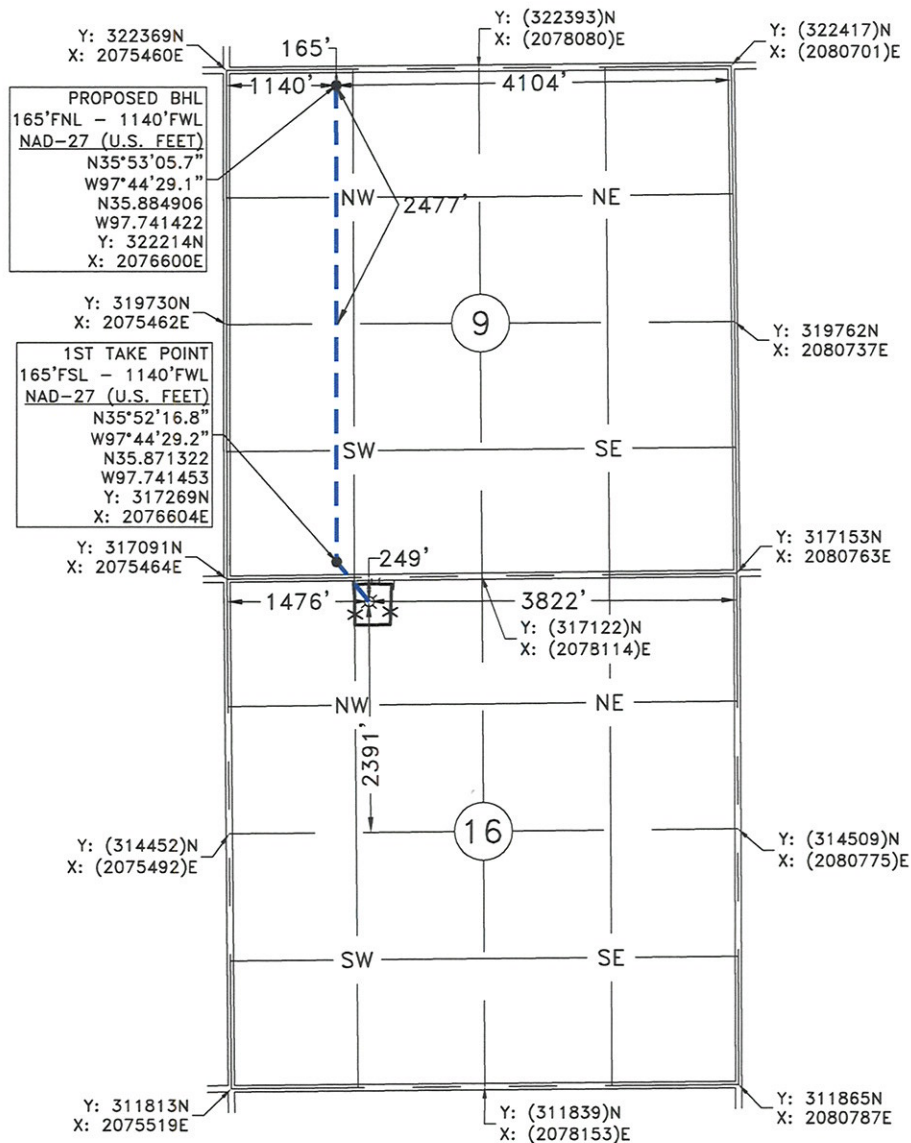 Y: 322369N
X: 2075460E
165'
Y: (322393)N
X: (2078080)E
Y: (322417)N
X: (2080701)E
1140'
4104'
PROPOSED BHL
165'FNL - 1140'FWL
NAD-27 (U.S. FEET)
N35°53'05.7"
W97°44'29.1"
N35.884906
W97.741422
Y: 322214N
X: 2076600E
NW
2477'
NE
Y: 319730N
X: 2075462E
9
Y: 319762N
X: 2080737E
1ST TAKE POINT
165'FSL - 1140'FWL
NAD-27 (U.S. FEET)
N35°52'16.8"
W97°44'29.2"
N35.871322
W97.741453
Y: 317269N
X: 2076604E
SW
SE
Y: 317091N
X: 2075464E
249'
Y: 317153N
X: 2080763E
1476'
3822'
Y: (317122)N
X: (2078114)E
NW
NE
2391'
16
Y: (314452)N
X: (2075492)E
Y: (314509)N
X: (2080775)E
SW
SE
Y: 311813N
X: 2075519E
Y: (311839)N
X: (2078153)E
Y: 311865N
X: 2080787E